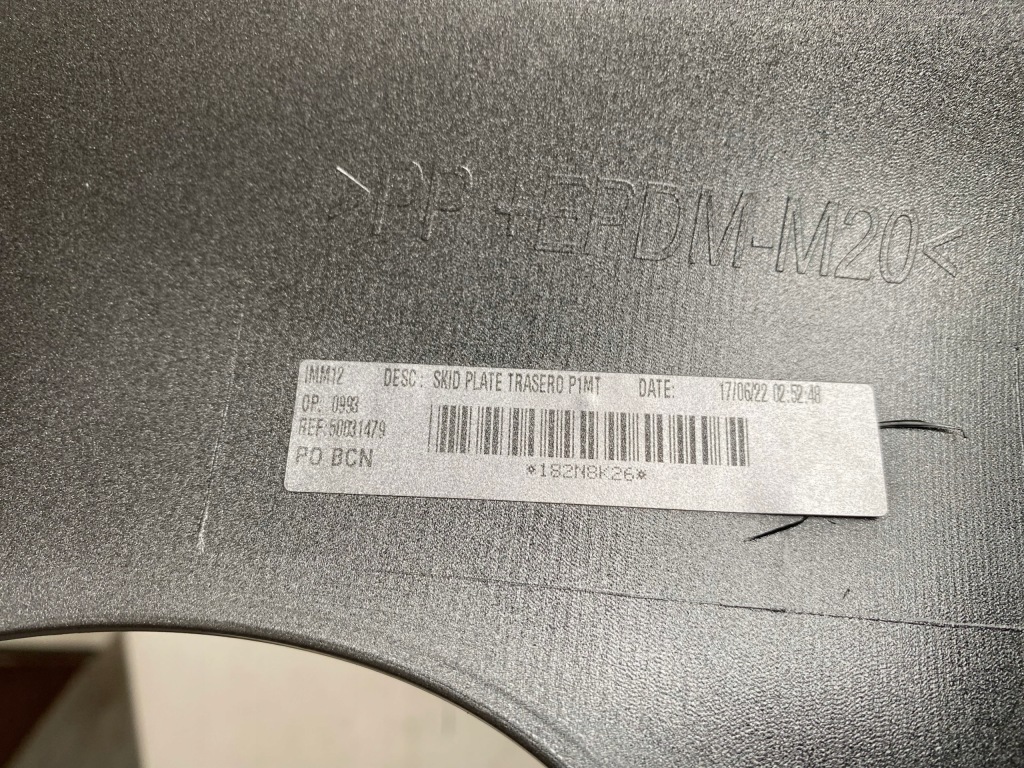 >PP+EPDM-M20<
IMM12 DESC: SKID PLATE TRASERO P1MT DATE: 17/06/22 02:52:48
OP: 0993
REF:50031479
PO BCN
*182N8K26*